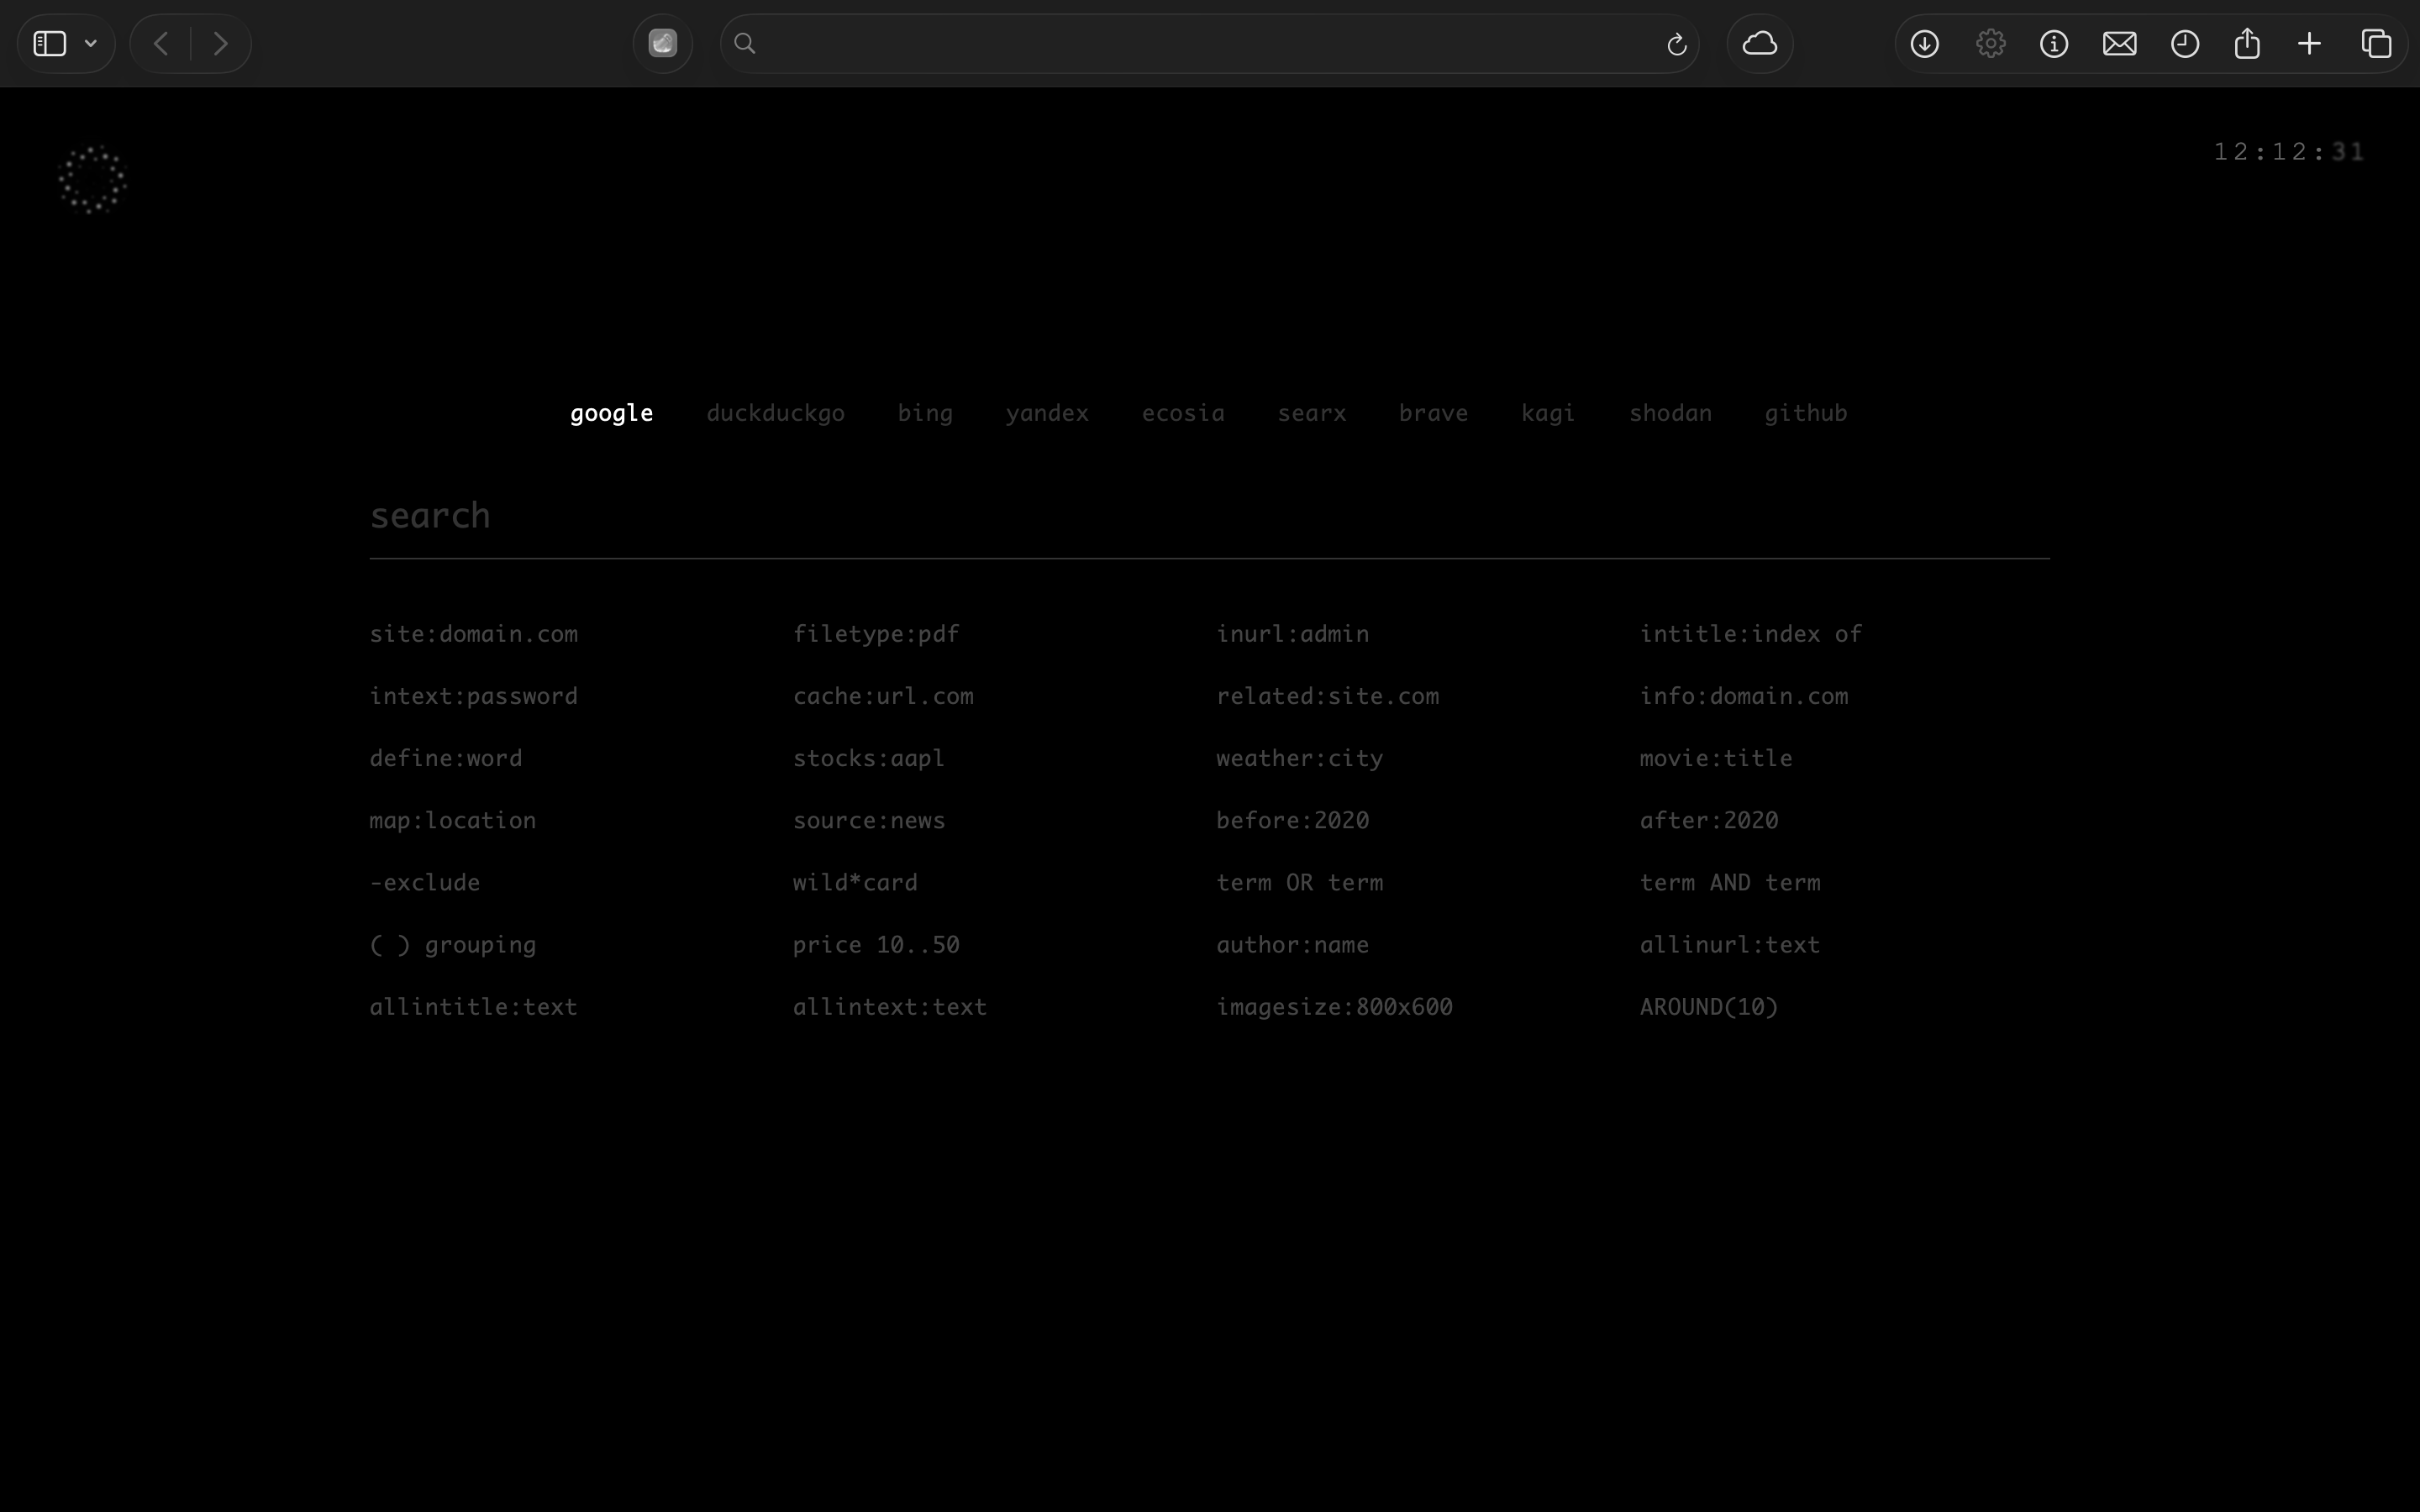 12:12:31
google duckduckgo bing yandex ecosia searx brave kagi shodan github
search
site:domain.com filetype:pdf inurl:admin intitle:index of
intext:password cache:url.com related:site.com info:domain.com
define:word stocks:aapl weather:city movie:title
map:location source:news before:2020 after:2020
-exclude wild*card term OR term term AND term
( ) grouping price 10..50 author:name allinurl:text
allintitle:text allintext:text imagesize:800x600 AROUND(10)